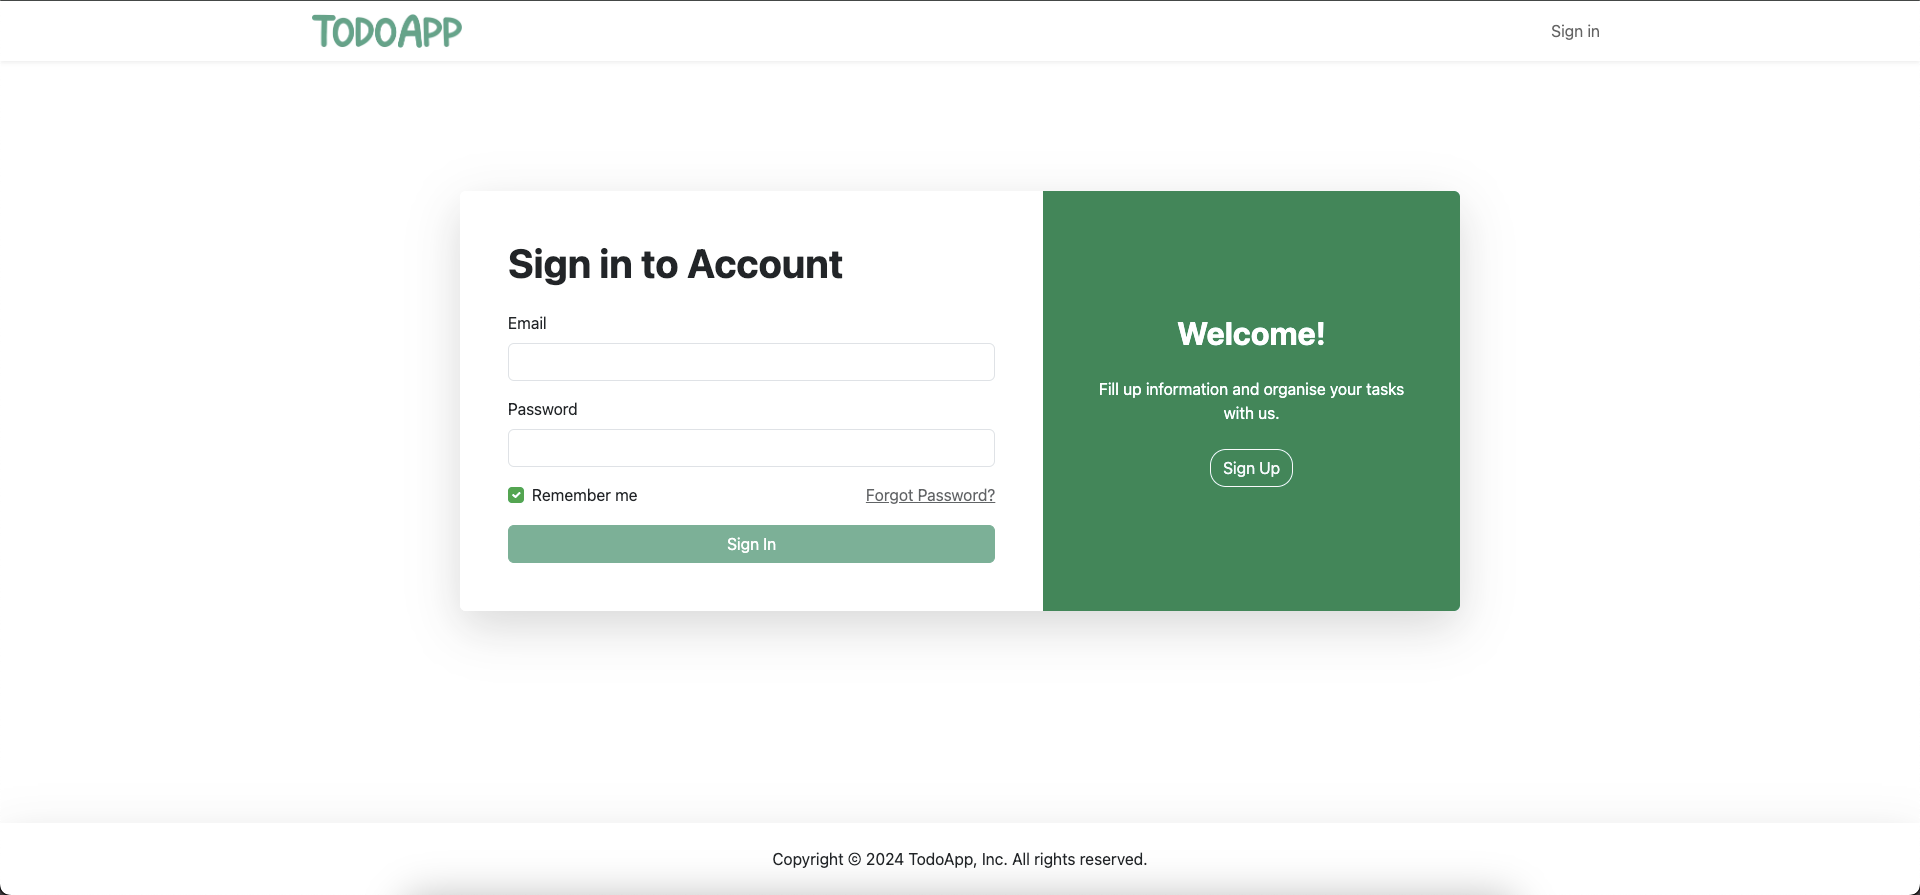 TODOAPP
Sign in
Sign in to Account
Email
Password
Remember me
Forgot Password?
Sign In
Welcome!
Fill up information and organise your tasks
with us.
Sign Up
Copyright © 2024 TodoApp, Inc. All rights reserved.